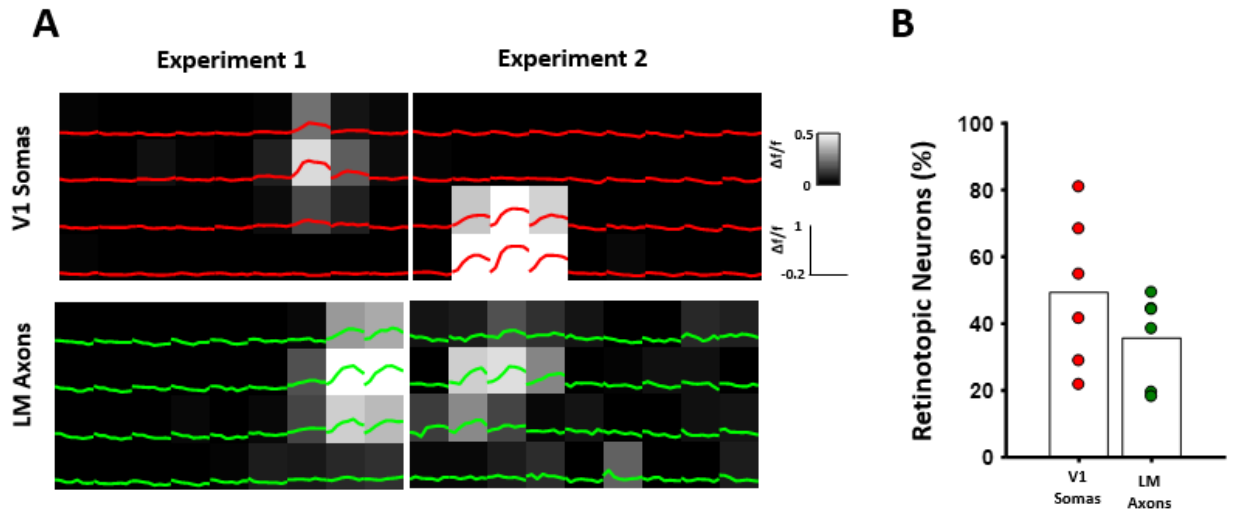 A
Experiment 1
Experiment 2
V1 Somas
0.5
Δf/f
0
1
Δf/f
-0.2
LM Axons
B
Retinotopic Neurons (%)
100
80
60
40
20
0
V1
Somas
LM
Axons